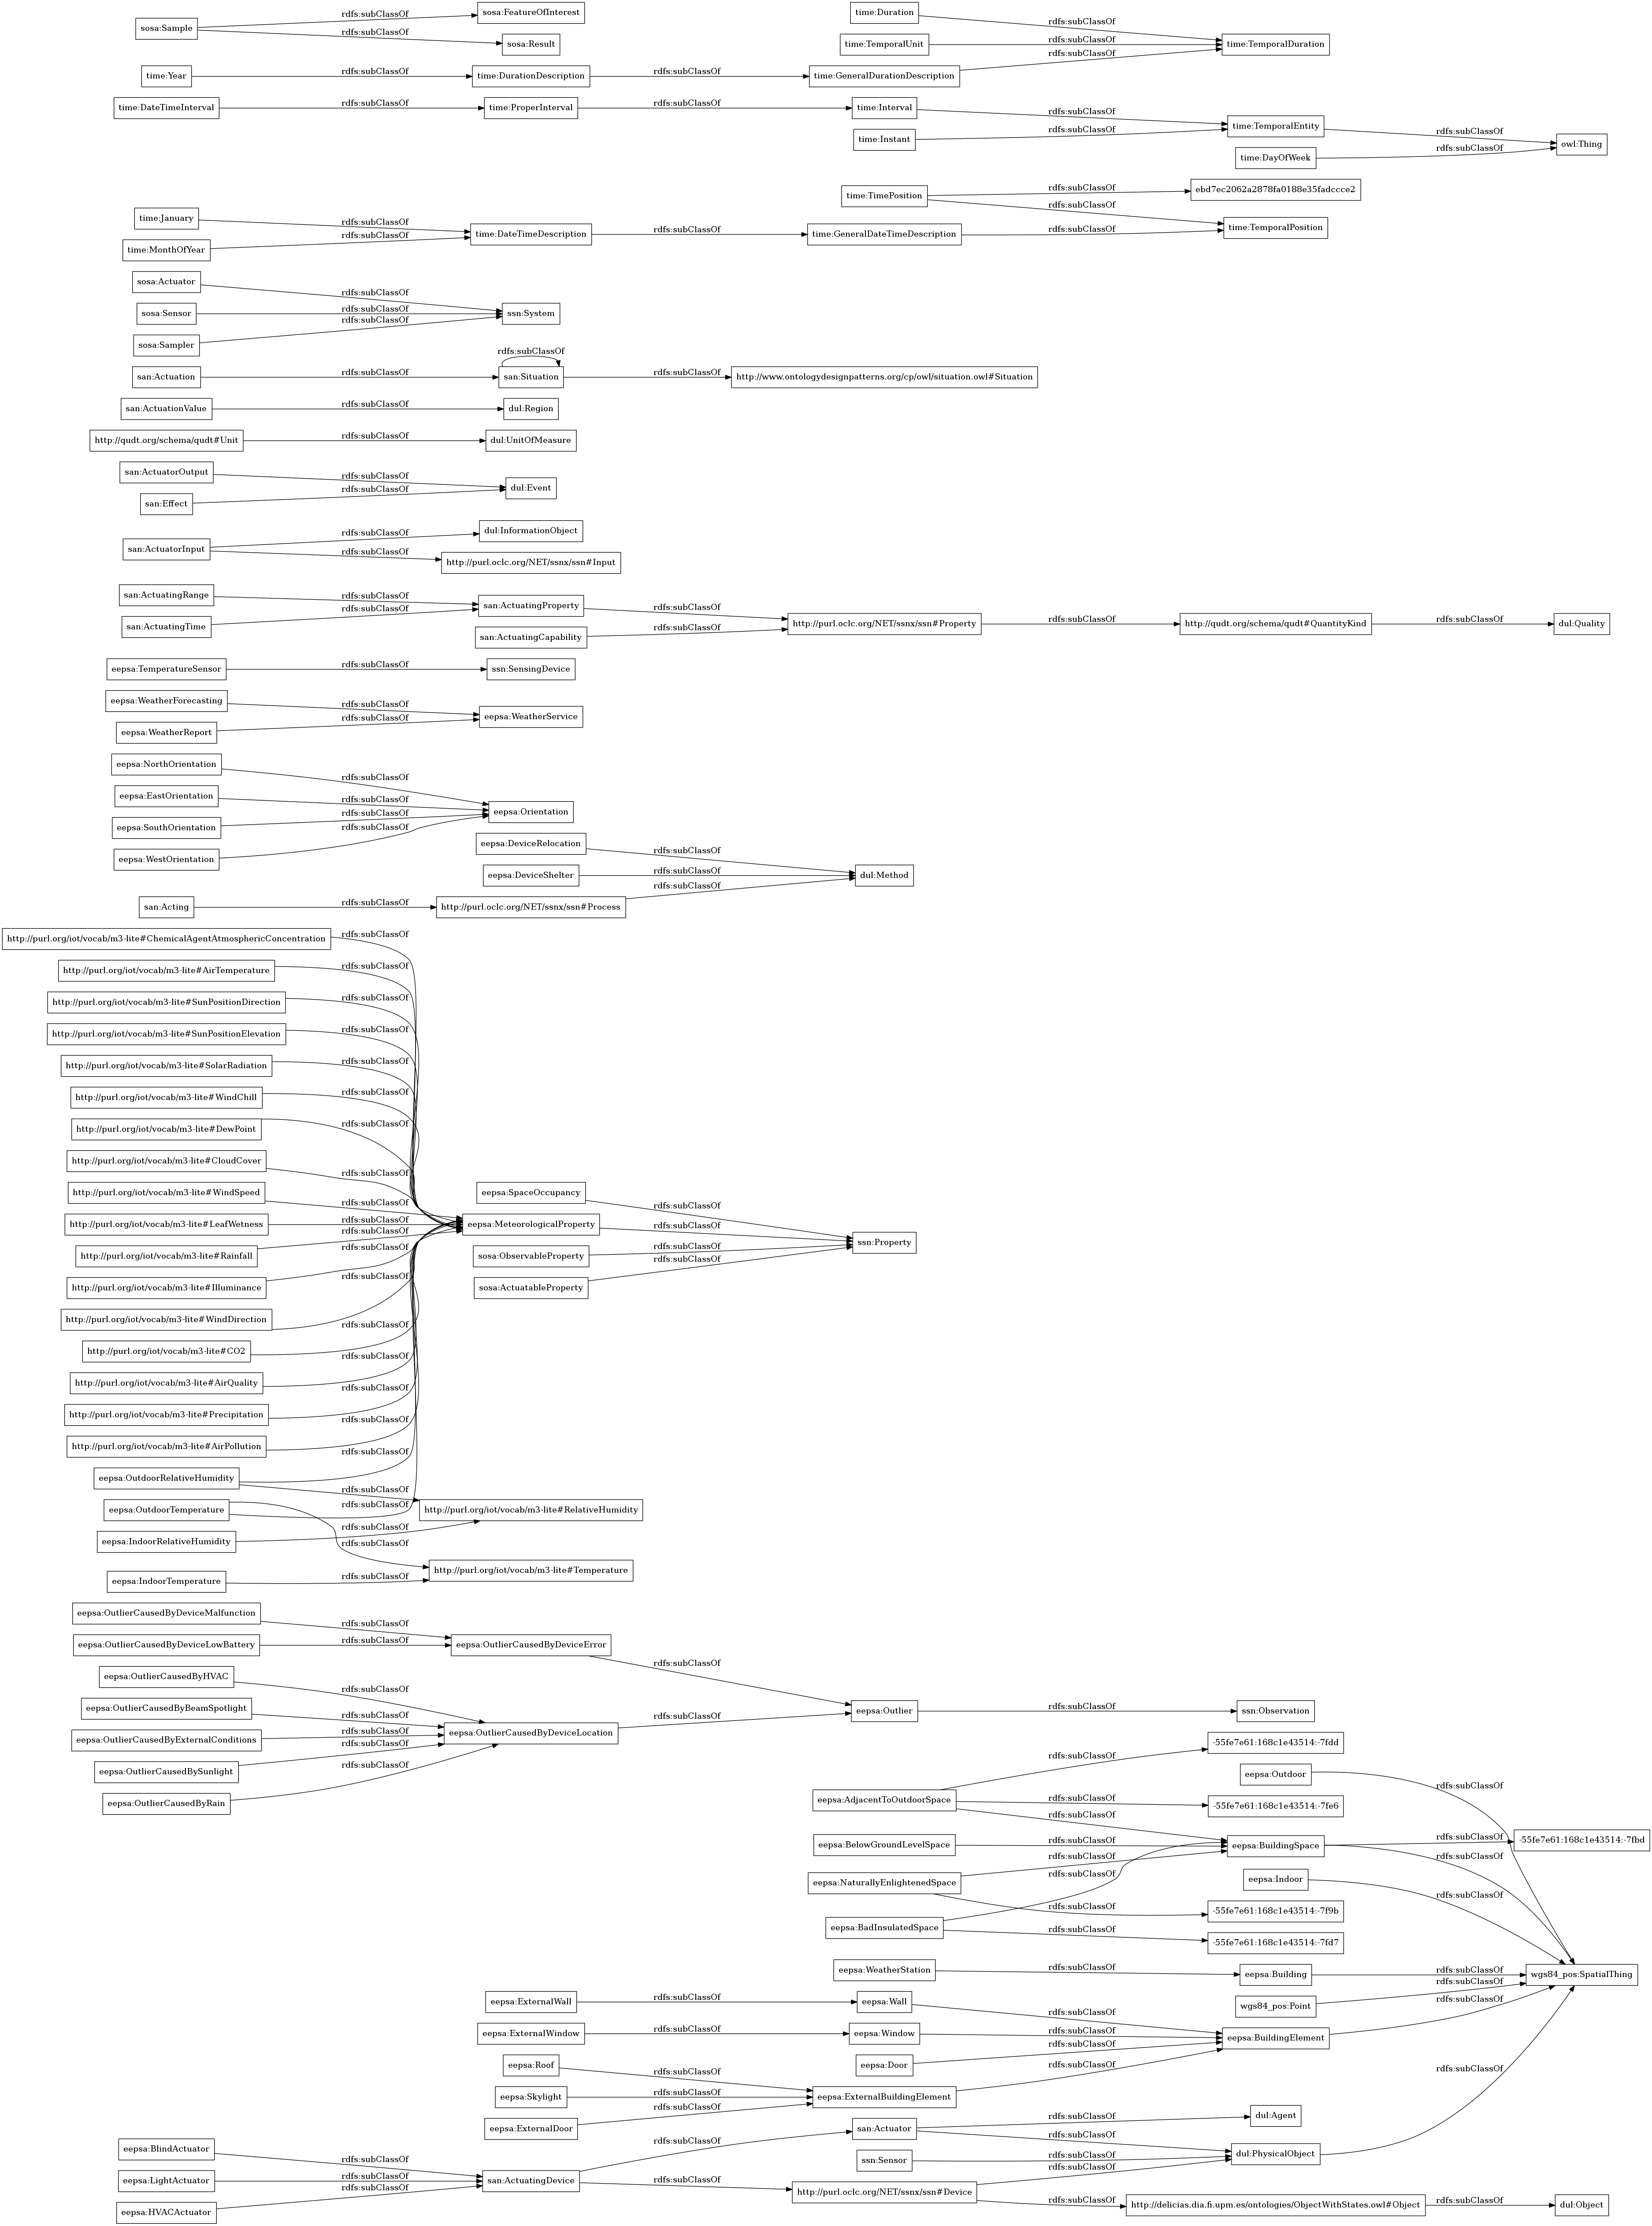 sosa:Sample
rdfs:subClassOf
sosa:FeatureOfInterest
rdfs:subClassOf
sosa:Result
time:Duration
rdfs:subClassOf
time:TemporalUnit
rdfs:subClassOf
time:TemporalDuration
rdfs:subClassOf
time:Year
rdfs:subClassOf
time:DurationDescription
rdfs:subClassOf
time:GeneralDurationDescription
time:DateTimeInterval
rdfs:subClassOf
time:ProperInterval
rdfs:subClassOf
time:Interval
rdfs:subClassOf
time:Instant
rdfs:subClassOf
time:TemporalEntity
rdfs:subClassOf
time:DayOfWeek
rdfs:subClassOf
owl:Thing
time:TimePosition
rdfs:subClassOf
ebd7ec2062a2878fa0188e35fadccce2
rdfs:subClassOf
time:TemporalPosition
time:January
rdfs:subClassOf
time:MonthOfYear
rdfs:subClassOf
time:DateTimeDescription
rdfs:subClassOf
time:GeneralDateTimeDescription
rdfs:subClassOf
sosa:Actuator
rdfs:subClassOf
sosa:Sensor
rdfs:subClassOf
ssn:System
sosa:Sampler
rdfs:subClassOf
san:Actuation
rdfs:subClassOf
rdfs:subClassOf
san:Situation
rdfs:subClassOf
http://www.ontologydesignpatterns.org/cp/owl/situation.owl#Situation
san:ActuationValue
rdfs:subClassOf
dul:Region
http://qudt.org/schema/qudt#Unit
rdfs:subClassOf
dul:UnitOfMeasure
san:ActuatorOutput
rdfs:subClassOf
san:Effect
rdfs:subClassOf
dul:Event
san:ActuatorInput
rdfs:subClassOf
dul:InformationObject
rdfs:subClassOf
http://purl.oclc.org/NET/ssnx/ssn#Input
san:ActuatingRange
rdfs:subClassOf
san:ActuatingTime
rdfs:subClassOf
san:ActuatingProperty
rdfs:subClassOf
san:ActuatingCapability
rdfs:subClassOf
http://purl.oclc.org/NET/ssnx/ssn#Property
rdfs:subClassOf
http://qudt.org/schema/qudt#QuantityKind
rdfs:subClassOf
dul:Quality
eepsa:TemperatureSensor
rdfs:subClassOf
ssn:SensingDevice
eepsa:WeatherForecasting
rdfs:subClassOf
eepsa:WeatherReport
rdfs:subClassOf
eepsa:WeatherService
eepsa:NorthOrientation
rdfs:subClassOf
eepsa:EastOrientation
rdfs:subClassOf
eepsa:SouthOrientation
rdfs:subClassOf
eepsa:WestOrientation
rdfs:subClassOf
eepsa:Orientation
eepsa:DeviceRelocation
rdfs:subClassOf
eepsa:DeviceShelter
rdfs:subClassOf
dul:Method
san:Acting
rdfs:subClassOf
http://purl.oclc.org/NET/ssnx/ssn#Process
rdfs:subClassOf
http://purl.org/iot/vocab/m3-lite#ChemicalAgentAtmosphericConcentration
rdfs:subClassOf
http://purl.org/iot/vocab/m3-lite#AirTemperature
rdfs:subClassOf
http://purl.org/iot/vocab/m3-lite#SunPositionDirection
rdfs:subClassOf
http://purl.org/iot/vocab/m3-lite#SunPositionElevation
rdfs:subClassOf
http://purl.org/iot/vocab/m3-lite#SolarRadiation
rdfs:subClassOf
http://purl.org/iot/vocab/m3-lite#WindChill
rdfs:subClassOf
http://purl.org/iot/vocab/m3-lite#DewPoint
rdfs:subClassOf
http://purl.org/iot/vocab/m3-lite#CloudCover
rdfs:subClassOf
http://purl.org/iot/vocab/m3-lite#WindSpeed
rdfs:subClassOf
http://purl.org/iot/vocab/m3-lite#LeafWetness
rdfs:subClassOf
http://purl.org/iot/vocab/m3-lite#Rainfall
rdfs:subClassOf
http://purl.org/iot/vocab/m3-lite#Illuminance
rdfs:subClassOf
http://purl.org/iot/vocab/m3-lite#WindDirection
rdfs:subClassOf
http://purl.org/iot/vocab/m3-lite#CO2
rdfs:subClassOf
http://purl.org/iot/vocab/m3-lite#AirQuality
rdfs:subClassOf
http://purl.org/iot/vocab/m3-lite#Precipitation
rdfs:subClassOf
http://purl.org/iot/vocab/m3-lite#AirPollution
rdfs:subClassOf
eepsa:SpaceOccupancy
rdfs:subClassOf
eepsa:MeteorologicalProperty
rdfs:subClassOf
sosa:ObservableProperty
rdfs:subClassOf
sosa:ActuatableProperty
rdfs:subClassOf
ssn:Property
eepsa:OutdoorRelativeHumidity
rdfs:subClassOf
rdfs:subClassOf
eepsa:OutdoorTemperature
rdfs:subClassOf
http://purl.org/iot/vocab/m3-lite#RelativeHumidity
eepsa:IndoorRelativeHumidity
rdfs:subClassOf
rdfs:subClassOf
eepsa:IndoorTemperature
rdfs:subClassOf
http://purl.org/iot/vocab/m3-lite#Temperature
eepsa:OutlierCausedByDeviceMalfunction
rdfs:subClassOf
eepsa:OutlierCausedByDeviceLowBattery
rdfs:subClassOf
eepsa:OutlierCausedByDeviceError
rdfs:subClassOf
eepsa:OutlierCausedByHVAC
rdfs:subClassOf
eepsa:OutlierCausedByBeamSpotlight
rdfs:subClassOf
eepsa:OutlierCausedByExternalConditions
rdfs:subClassOf
eepsa:OutlierCausedByDeviceLocation
rdfs:subClassOf
eepsa:OutlierCausedBySunlight
rdfs:subClassOf
eepsa:OutlierCausedByRain
rdfs:subClassOf
eepsa:Outlier
rdfs:subClassOf
ssn:Observation
eepsa:AdjacentToOutdoorSpace
rdfs:subClassOf
-55fe7e61:168c1e43514:-7fdd
rdfs:subClassOf
-55fe7e61:168c1e43514:-7fe6
rdfs:subClassOf
eepsa:Outdoor
rdfs:subClassOf
eepsa:BelowGroundLevelSpace
rdfs:subClassOf
eepsa:BuildingSpace
rdfs:subClassOf
-55fe7e61:168c1e43514:-7fbd
rdfs:subClassOf
eepsa:NaturallyEnlightenedSpace
rdfs:subClassOf
rdfs:subClassOf
eepsa:Indoor
rdfs:subClassOf
-55fe7e61:168c1e43514:-7f9b
eepsa:BadInsulatedSpace
rdfs:subClassOf
rdfs:subClassOf
-55fe7e61:168c1e43514:-7fd7
eepsa:WeatherStation
rdfs:subClassOf
eepsa:Building
rdfs:subClassOf
wgs84_pos:SpatialThing
wgs84_pos:Point
rdfs:subClassOf
eepsa:ExternalWall
rdfs:subClassOf
eepsa:Wall
rdfs:subClassOf
eepsa:ExternalWindow
rdfs:subClassOf
eepsa:Window
rdfs:subClassOf
eepsa:BuildingElement
rdfs:subClassOf
eepsa:Door
rdfs:subClassOf
eepsa:Roof
rdfs:subClassOf
eepsa:Skylight
rdfs:subClassOf
eepsa:ExternalBuildingElement
rdfs:subClassOf
eepsa:ExternalDoor
rdfs:subClassOf
san:Actuator
rdfs:subClassOf
dul:Agent
rdfs:subClassOf
ssn:Sensor
rdfs:subClassOf
dul:PhysicalObject
rdfs:subClassOf
eepsa:BlindActuator
rdfs:subClassOf
eepsa:LightActuator
rdfs:subClassOf
eepsa:HVACActuator
rdfs:subClassOf
san:ActuatingDevice
rdfs:subClassOf
rdfs:subClassOf
http://purl.oclc.org/NET/ssnx/ssn#Device
rdfs:subClassOf
rdfs:subClassOf
http://delicias.dia.fi.upm.es/ontologies/ObjectWithStates.owl#Object
rdfs:subClassOf
dul:Object